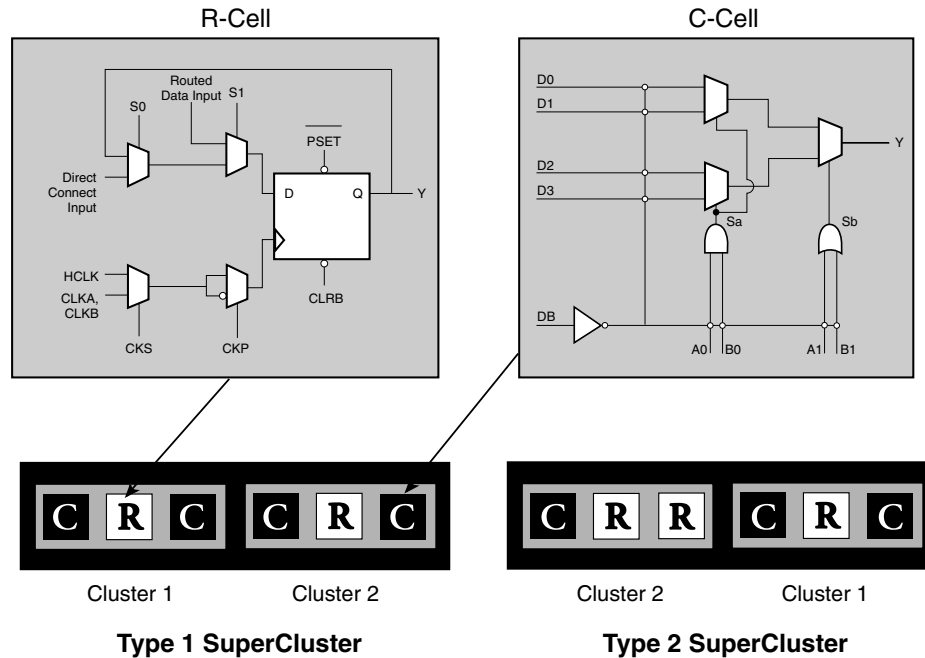 R-Cell
C-Cell
Routed
Data Input
S1
S0
PSET
Direct
Connect
Input
D
Q
Y
HCLK
CLKA,
CLKB
CLRB
CKS
CKP
D0
D1
D2
D3
Sa
Sb
Y
DB
A0
B0
A1
B1
C
R
C
C
R
C
C
R
R
C
R
C
Cluster 1
Cluster 2
Cluster 2
Cluster 1
Type 1 SuperCluster
Type 2 SuperCluster